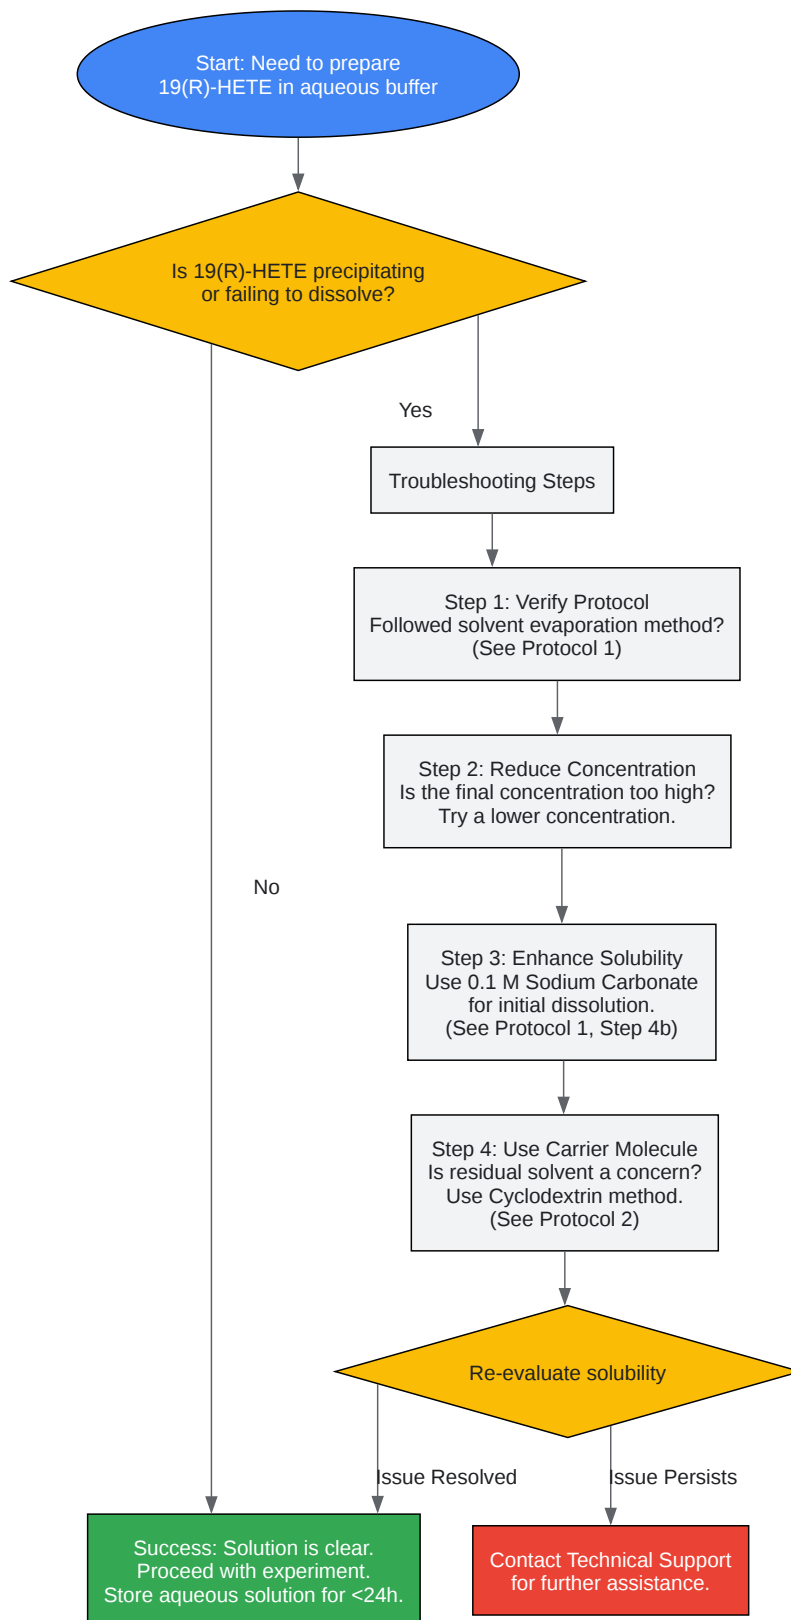 Start: Need to prepare
19(R)-HETE in aqueous buffer
Is 19(R)-HETE precipitating
or failing to dissolve?
Yes
Troubleshooting Steps
Step 1: Verify Protocol
Followed solvent evaporation method?
(See Protocol 1)
Step 2: Reduce Concentration
Is the final concentration too high?
Try a lower concentration.
No
Step 3: Enhance Solubility
Use 0.1 M Sodium Carbonate
for initial dissolution.
(See Protocol 1, Step 4b)
Step 4: Use Carrier Molecule
Is residual solvent a concern?
Use Cyclodextrin method.
(See Protocol 2)
Re-evaluate solubility
Issue Resolved
Issue Persists
Success: Solution is clear.
Proceed with experiment.
Store aqueous solution for <24h.
Contact Technical Support
for further assistance.